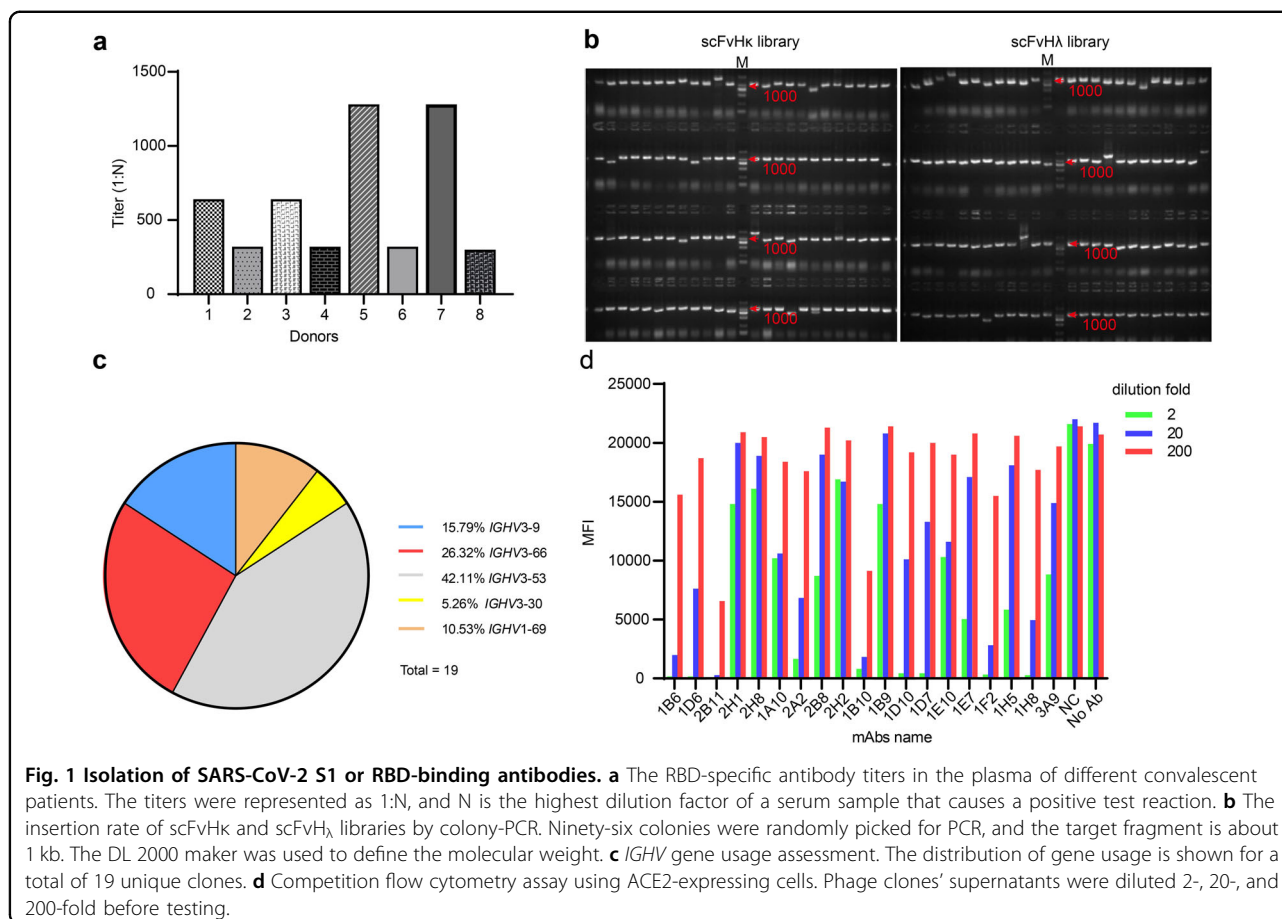 a
1500
1000
500
0
Titer (1:N)
1 2 3 4 5 6 7 8
Donors
b
scFvHκ library
M
1000
1000
1000
1000
scFvHλ library
M
1000
1000
1000
1000
c
15.79% IGHV3-9
26.32% IGHV3-66
42.11% IGHV3-53
5.26% IGHV3-30
10.53% IGHV1-69
Total = 19
d
25000
20000
15000
10000
5000
0
MFI
dilution fold
2
20
200
1B6 1D6 2B11 2H1 2H8 1A10 2A2 2B8 2H2 1B10 1B9 1D10 1D7 1E10 1E7 1F2 1H5 1H8 3A9 NC No Ab
mAbs name
Fig. 1 Isolation of SARS-CoV-2 S1 or RBD-binding antibodies. a The RBD-specific antibody titers in the plasma of different convalescent
patients. The titers were represented as 1:N, and N is the highest dilution factor of a serum sample that causes a positive test reaction. b The
insertion rate of scFvHκ and scFvHλ libraries by colony-PCR. Ninety-six colonies were randomly picked for PCR, and the target fragment is about
1 kb. The DL 2000 maker was used to define the molecular weight. c IGHV gene usage assessment. The distribution of gene usage is shown for a
total of 19 unique clones. d Competition flow cytometry assay using ACE2-expressing cells. Phage clones' supernatants were diluted 2-, 20-, and
200-fold before testing.